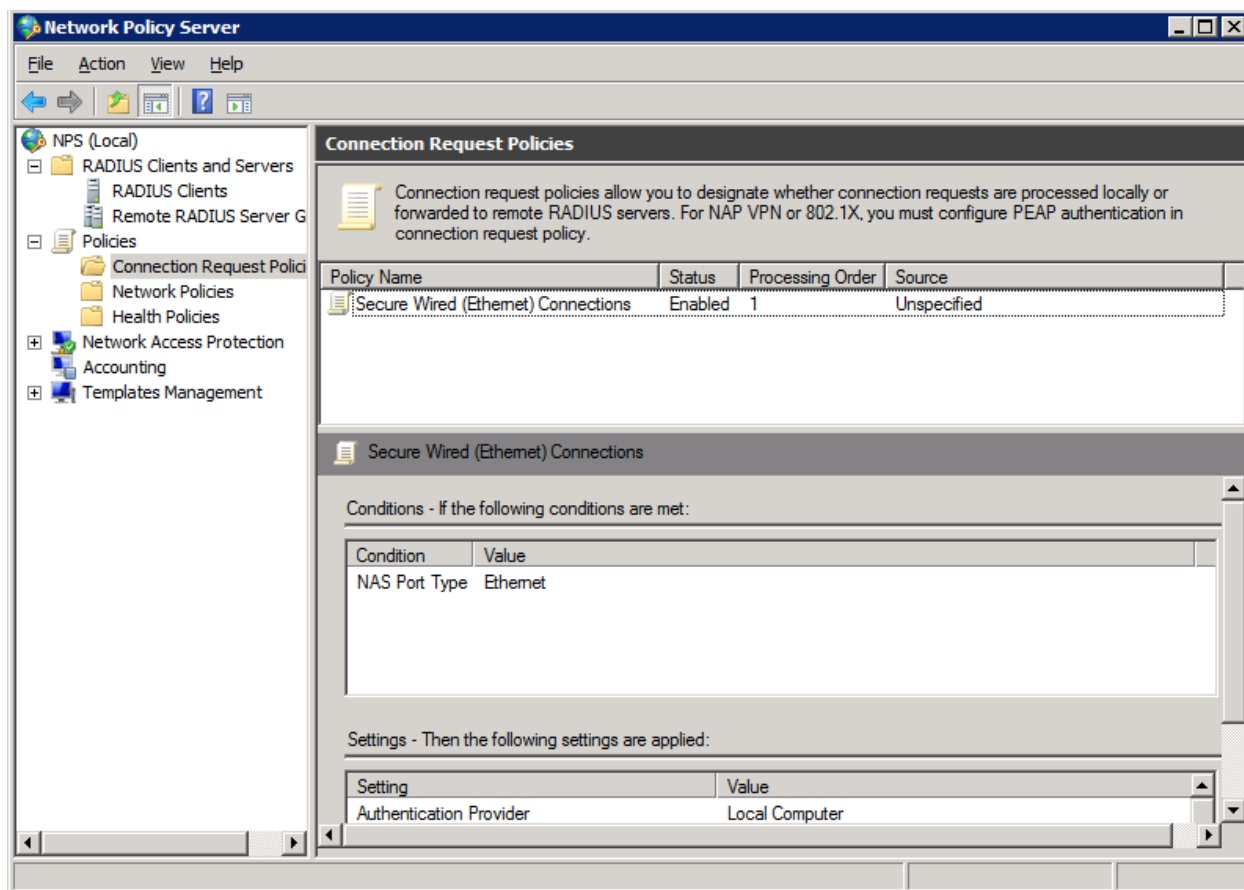 Network Policy Server
File Action View Help
NPS (Local)
RADIUS Clients and Servers
RADIUS Clients
Remote RADIUS Server G
Policies
Connection Request Polici
Network Policies
Health Policies
Network Access Protection
Accounting
Templates Management
Connection Request Policies
Connection request policies allow you to designate whether connection requests are processed locally or
forwarded to remote RADIUS servers. For NAP VPN or 802.1X, you must configure PEAP authentication in
connection request policy.
Policy Name Status Processing Order Source
Secure Wired (Ethernet) Connections Enabled 1 Unspecified
Secure Wired (Ethernet) Connections
Conditions - If the following conditions are met:
Condition Value
NAS Port Type Ethernet
Settings - Then the following settings are applied:
Setting Value
Authentication Provider Local Computer